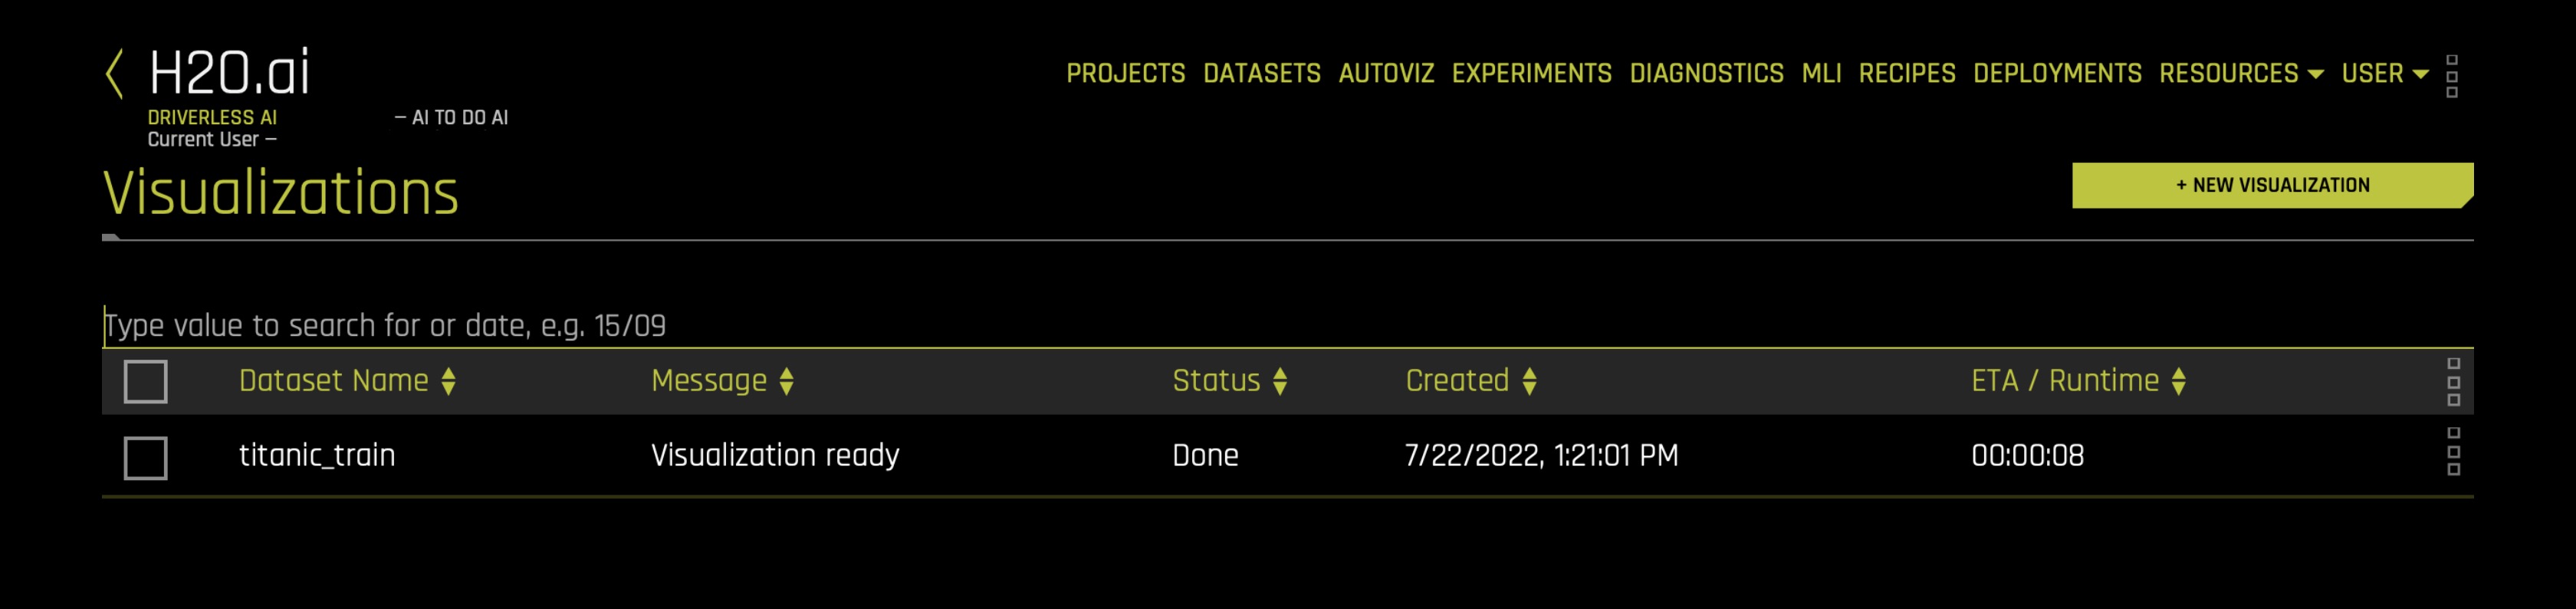 H2O.ai
PROJECTS DATASETS AUTOVIZ EXPERIMENTS DIAGNOSTICS MLI RECIPES DEPLOYMENTS RESOURCES USER
DRIVERLESS AI — AI TO DO AI
Current User —
Visualizations
+ NEW VISUALIZATION
Type value to search for or date, e.g. 15/09
Dataset Name Message Status Created ETA / Runtime
titanic_train Visualization ready Done 7/22/2022, 1:21:01 PM 00:00:08